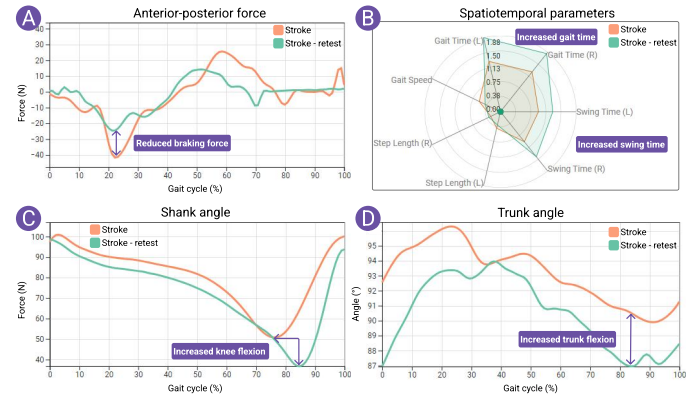 A
Anterior-posterior force
Stroke
Stroke - retest
40
30
20
10
0
-10
-20
-30
-40
Force (N)
Reduced braking force
0 10 20 30 40 50 60 70 80 90 100
Gait cycle (%)
B
Spatiotemporal parameters
Stroke
Stroke - retest
Increased gait time
Gait Time (L)
1.88
1.50
1.13
0.75
0.38
0.00
Gait Time (R)
Gait Speed
Swing Time (L)
Increased swing time
Step Length (R)
Swing Time (R)
Step Length (L)
C
Shank angle
Stroke
Stroke - retest
100
90
80
70
60
50
40
Force (N)
Increased knee flexion
0 10 20 30 40 50 60 70 80 90 100
Gait cycle (%)
D
Trunk angle
Stroke
Stroke - retest
95
94
93
92
91
90
89
88
87
Angle (°)
Increased trunk flexion
0 10 20 30 40 50 60 70 80 90 100
Gait cycle (%)